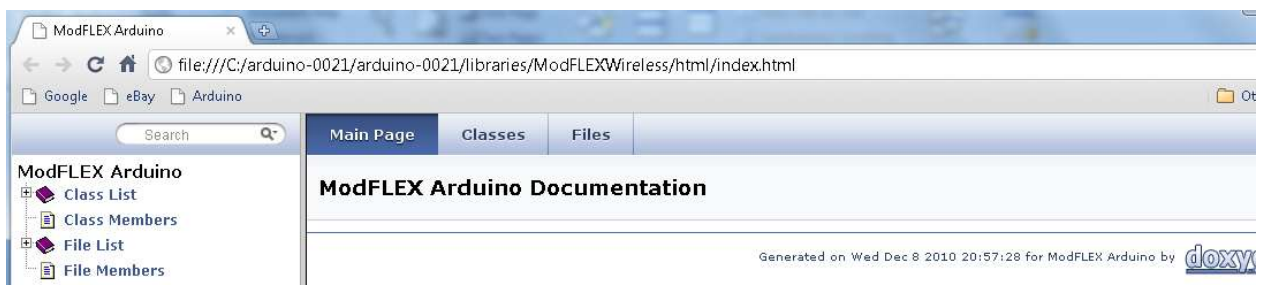 ModFLEX Arduino
file:///C:/arduino-0021/arduino-0021/libraries/ModFLEXWireless/html/index.html
Google eBay Arduino Ot
Search
Main Page Classes Files
ModFLEX Arduino
Class List
Class Members
File List
File Members
ModFLEX Arduino Documentation
Generated on Wed Dec 8 2010 20:57:28 for ModFLEX Arduino by doxy